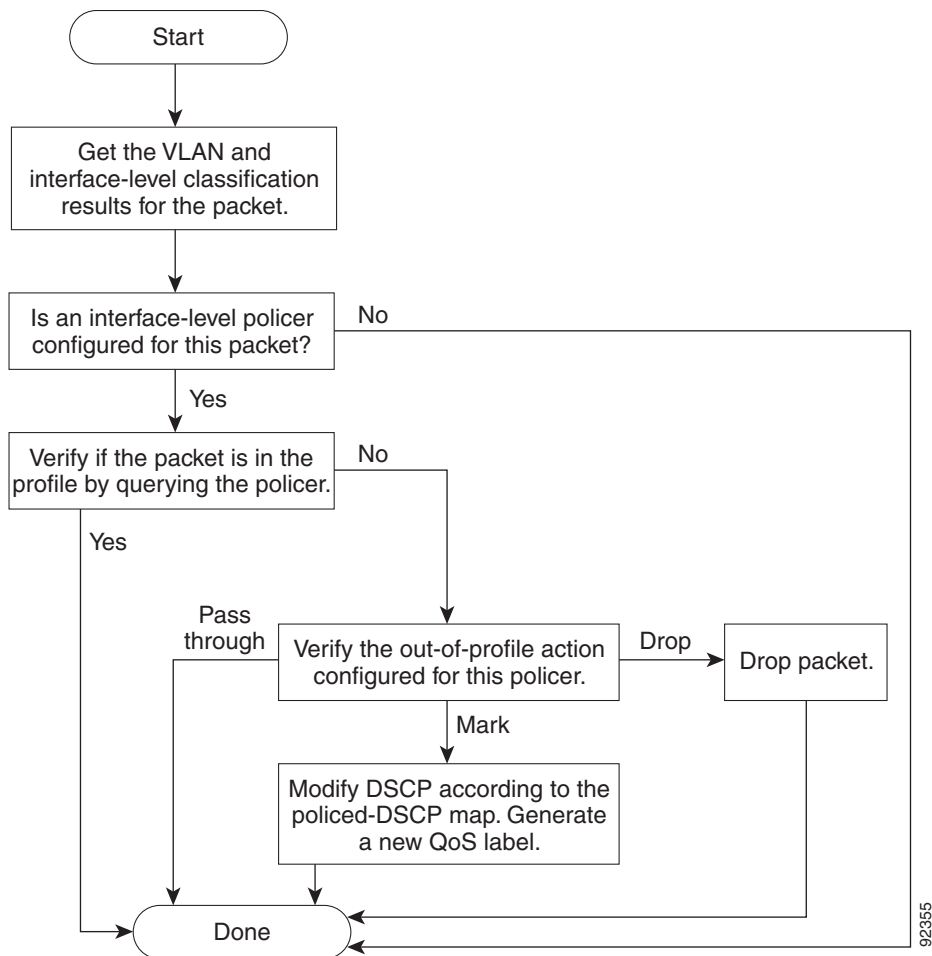 Start
Get the VLAN and
interface-level classification
results for the packet.
Is an interface-level policer
configured for this packet?
No
Yes
Verify if the packet is in the
profile by querying the policer.
No
Yes
Pass
through
Verify the out-of-profile action
configured for this policer.
Drop
Drop packet.
Mark
Modify DSCP according to the
policed-DSCP map. Generate
a new QoS label.
Done
92355